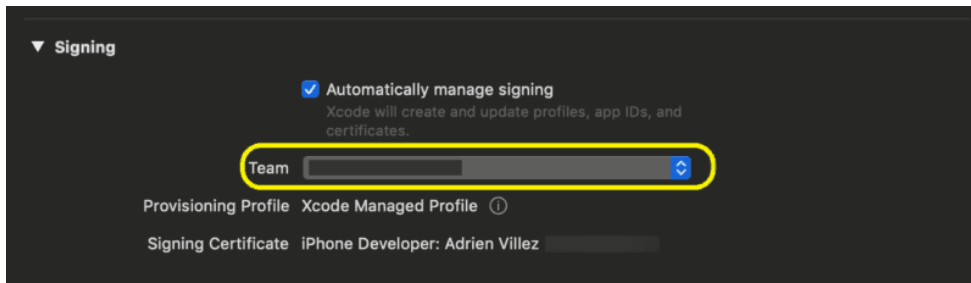 Signing
Automatically manage signing
Xcode will create and update profiles, app IDs, and
certificates.
Team
Provisioning Profile Xcode Managed Profile
Signing Certificate iPhone Developer: Adrien Villez